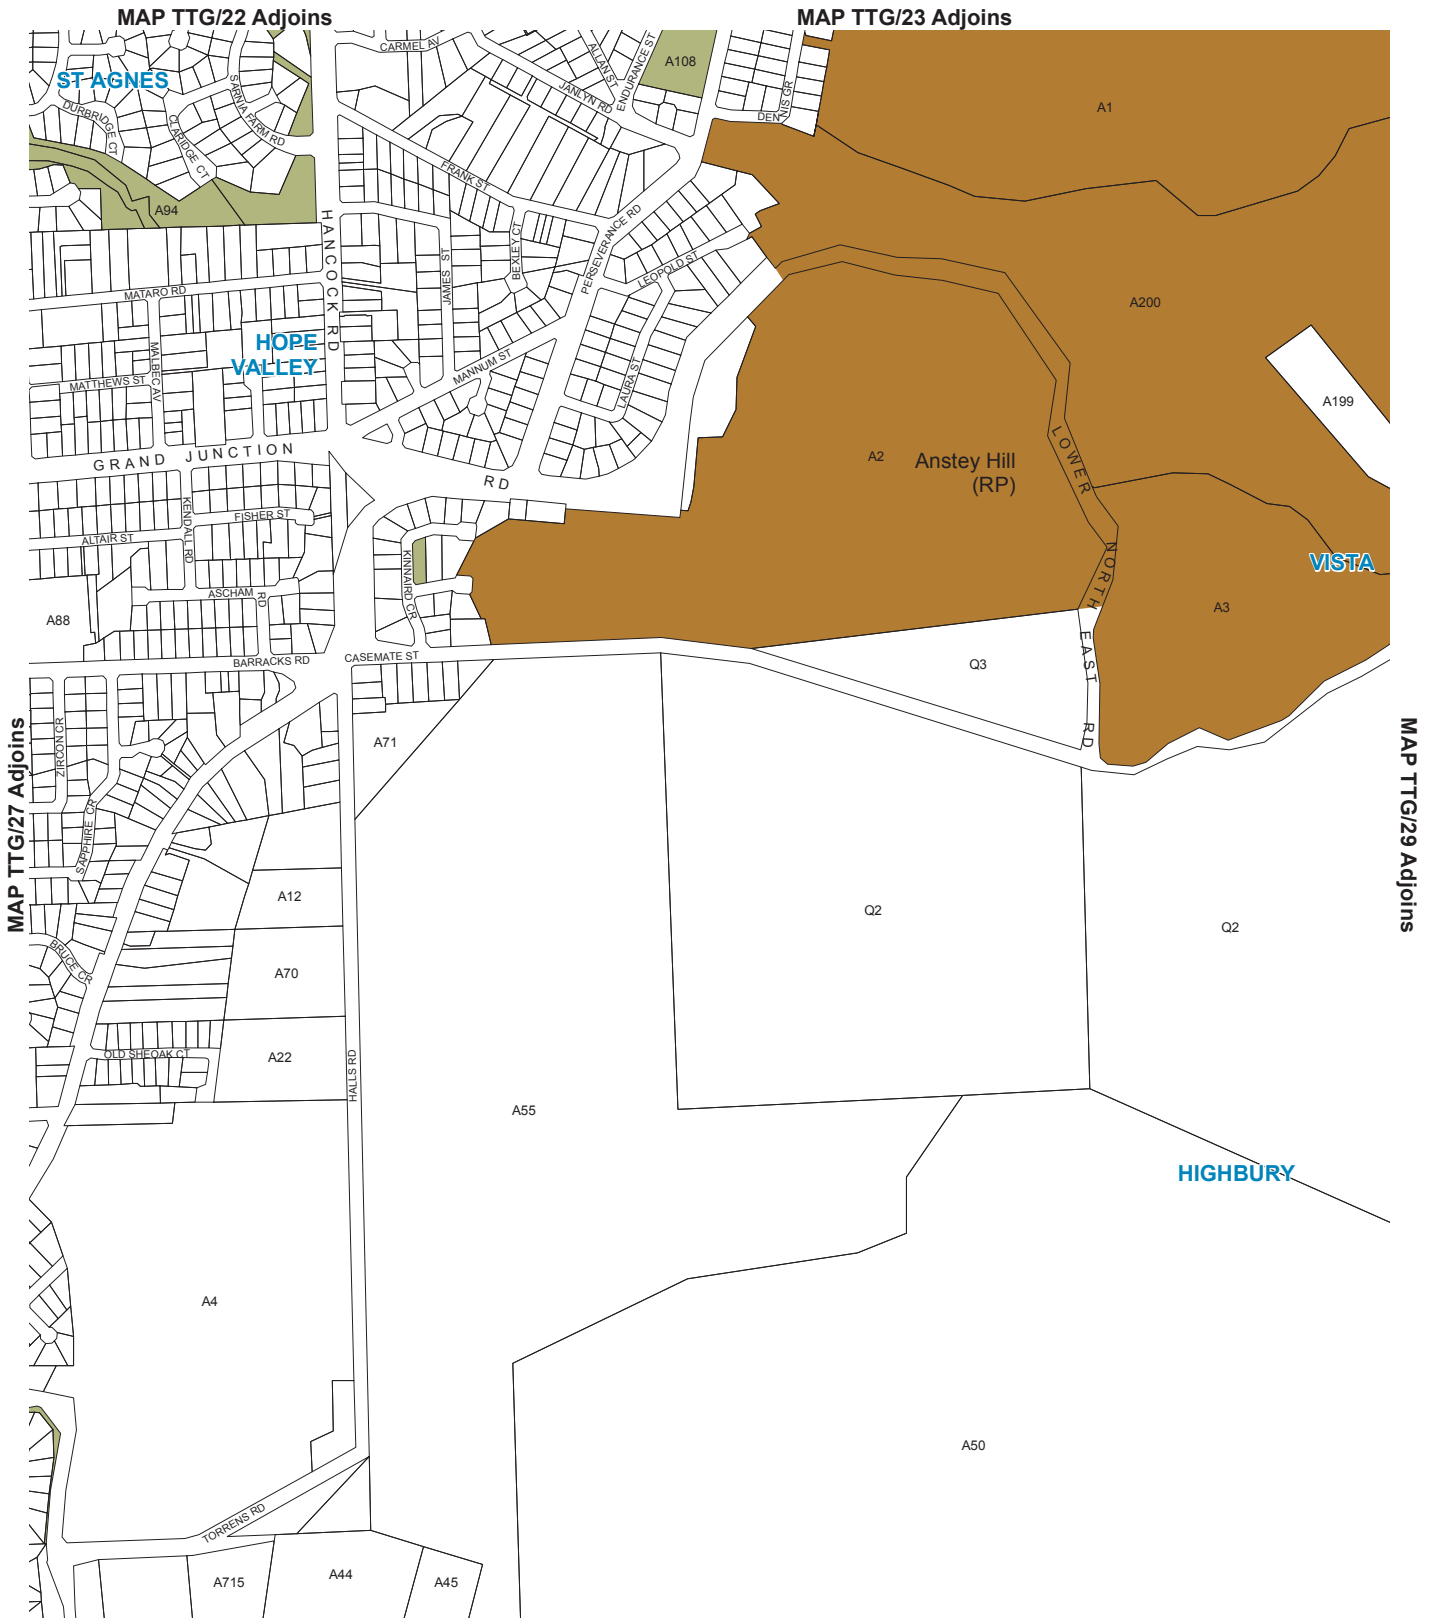 MAP TTG/22 Adjoins
MAP TTG/23 Adjoins
CARMEL AV
ALLAN ST
ENDURANCE ST
A108
ST AGNES
SARNIA FARM RD
JANLYN RD
DENNIS GR
A1
DURBRIDGE CT
CLARIDGE CT
FRANK ST
A94
HANCOCK RD
PERSEVERANCE RD
BEXLEY CT
JAMES ST
LEOPOLD ST
MATARO RD
A200
HOPE
VALLEY
MALBEC AV
MANNUM ST
LAURA ST
MATTHEWS ST
A199
GRAND JUNCTION
RD
A2
Anstey Hill
(RP)
LOWER
NORTH
EAST
RD
KENDALL RD
FISHER ST
ALTAIR ST
KINNAIRD CR
VISTA
ASCHAM
RD
A3
A88
BARRACKS RD
CASEMATE ST
Q3
ZIRCON CR
A71
MAP TTG/27 Adjoins
MAP TTG/29 Adjoins
SAPPHIRE CR
A12
Q2
Q2
BRUCE CR
A70
OLD SHEOAK CT
A22
HALLS RD
A55
HIGHBURY
A4
A50
TORRENS RD
A715
A44
A45